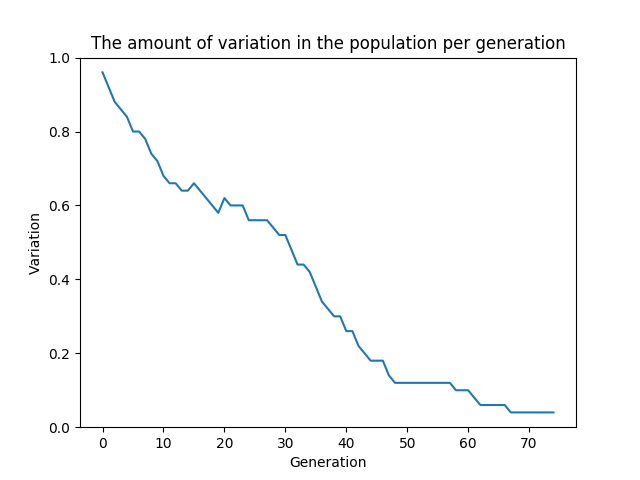 The amount of variation in the population per generation
1.0
0.8
0.6
0.4
0.2
0.0
Variation
0 10 20 30 40 50 60 70
Generation